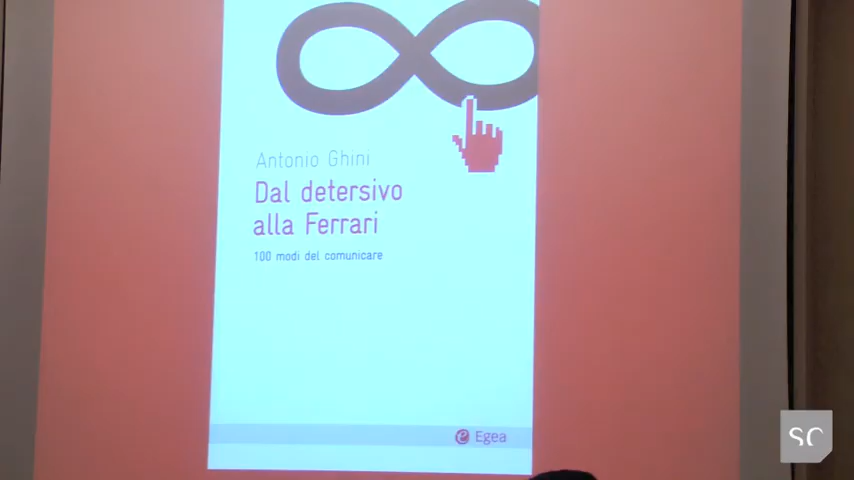 Antonio Ghini
Dal detersivo
alla Ferrari
100 modi del comunicare
e Egea
SC